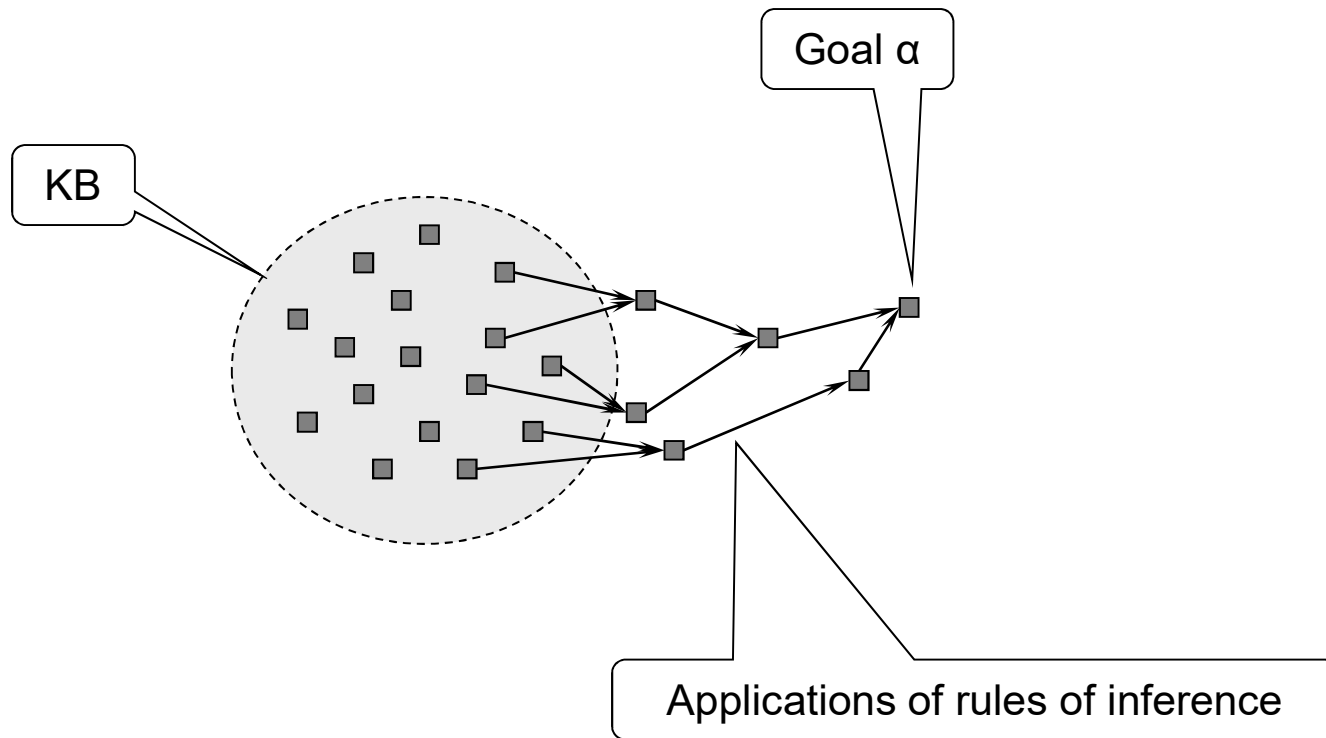 Goal α
KB
Applications of rules of inference